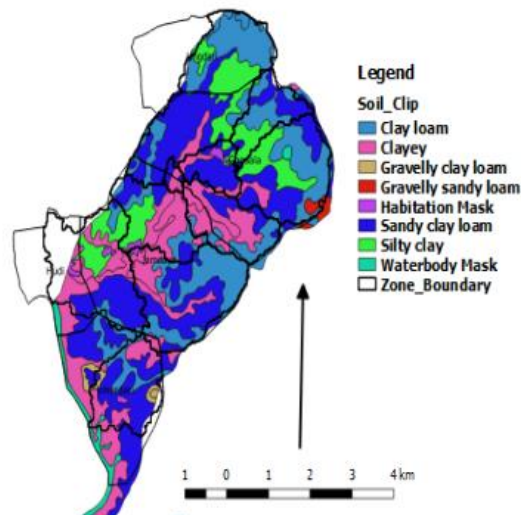 Legend
Soil_Clip
Clay loam
Clayey
Gravelly clay loam
Gravelly sandy loam
Habitation Mask
Sandy clay loam
Silty clay
Waterbody Mask
Zone_Boundary
Hudi
1 0 1 2 3 4 km